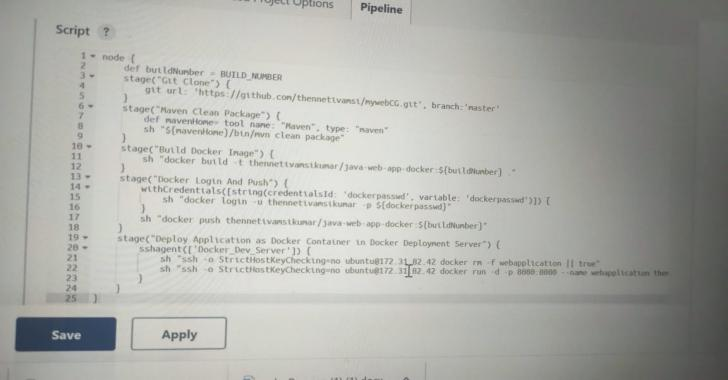 Project Options
Pipeline
Script ?
1 node {
2 def buildNumber = BUILD_NUMBER
3 stage("Git Clone") {
4 git url: 'https://github.com/thennetivamsi/mywebCG.git', branch:'master'
5 }
6 stage("Maven Clean Package") {
7 def mavenHome= tool name: "Maven", type: "maven"
8 sh "${mavenHome}/bin/mvn clean package"
9 }
10 stage("Build Docker Image") {
11 sh "docker build -t thennetivamsikumar/java-web-app-docker:${buildNumber} ."
12 }
13 stage("Docker Login And Push") {
14 withCredentials([string(credentialsId: 'dockerpasswd', variable: 'dockerpasswd')]) {
15 sh "docker login -u thennetivamsikumar -p ${dockerpasswd}"
16 }
17 sh "docker push thennetivamsikumar/java-web-app-docker:${buildNumber}"
18 }
19 stage("Deploy Application as Docker Container in Docker Deployment Server") {
20 sshagent(['Docker_Dev_Server']) {
21 sh "ssh -o StrictHostKeyChecking=no ubuntu@172.31.82.42 docker rm -f webapplication || true"
22 sh "ssh -o StrictHostKeyChecking=no ubuntu@172.31.82.42 docker run -d -p 8080:8080 --name webapplication then
23 }
24 }
25 }
Save
Apply